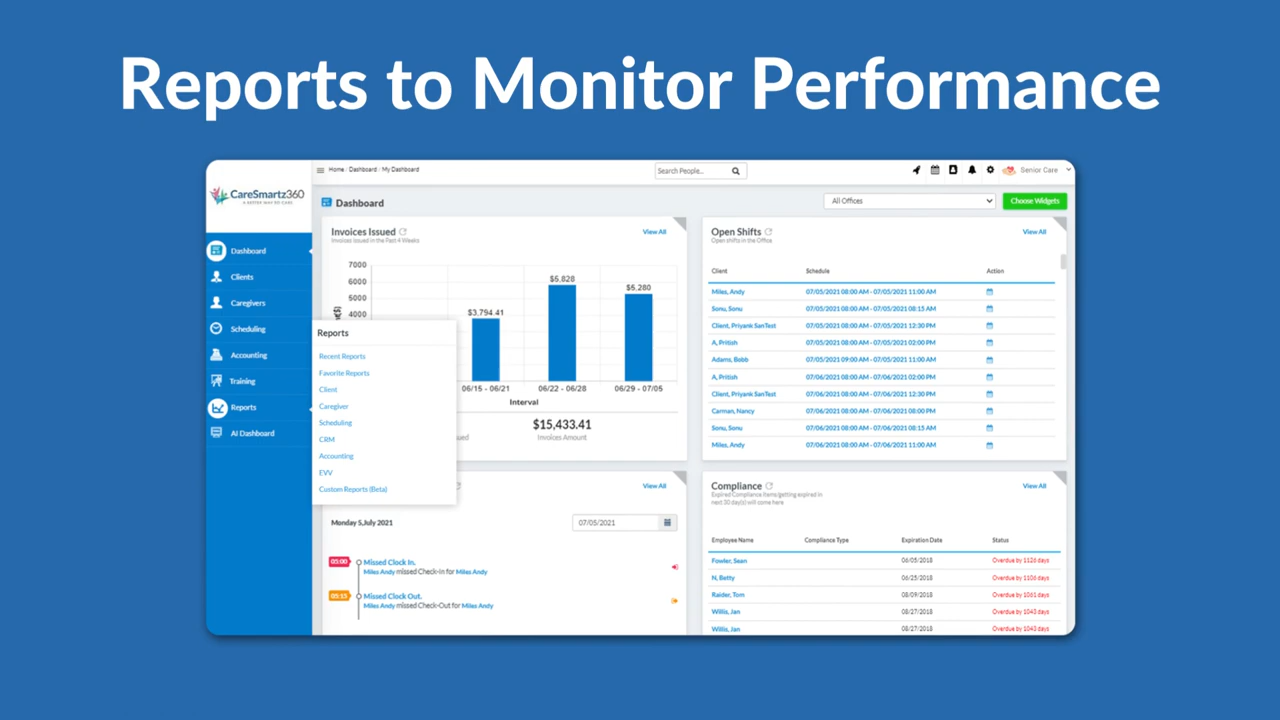 Reports to Monitor Performance
CareSmartz360
A BETTER WAY TO CARE
Home / Dashboard / My Dashboard
Search People...
Senior Care
Dashboard
All Offices
Choose Widgets
Dashboard
Clients
Caregivers
Scheduling
Accounting
Training
Reports
AI Dashboard
Invoices Issued
View All
Invoices issued in the Past 4 Weeks
7000
6000
5000
4000
$3,794.41
$5,828
$5,280
06/15 - 06/21
06/22 - 06/28
06/29 - 07/05
Interval
$15,433.41
Invoices Amount
Reports
Recent Reports
Favorite Reports
Client
Caregiver
Scheduling
CRM
Accounting
EVV
Custom Reports (Beta)
Open Shifts
View All
Open shifts in the Office
Client Schedule Action
Miles, Andy 07/05/2021 08:00 AM - 07/05/2021 11:00 AM
Sonu, Sonu 07/05/2021 08:00 AM - 07/05/2021 08:15 AM
Client, Priyank SanTest 07/05/2021 08:00 AM - 07/05/2021 12:30 PM
A, Pritish 07/05/2021 08:00 AM - 07/05/2021 02:00 PM
Adams, Bebb 07/05/2021 09:00 AM - 07/05/2021 11:00 AM
A, Pritish 07/06/2021 08:00 AM - 07/06/2021 02:00 PM
Client, Priyank SanTest 07/06/2021 08:00 AM - 07/06/2021 12:30 PM
Carman, Nancy 07/06/2021 08:00 AM - 07/06/2021 08:00 PM
Sonu, Sonu 07/06/2021 08:00 AM - 07/06/2021 08:15 AM
Miles, Andy 07/06/2021 08:00 AM - 07/06/2021 11:00 AM
View All
Monday 5,July 2021
07/05/2021
05:00 Missed Clock In.
Miles Andy missed Check-In for Miles Andy
05:15 Missed Clock Out.
Miles Andy missed Check-Out for Miles Andy
Compliance
View All
Expired Compliance items/getting expired in
next 30 day(s) will come here
Employee Name Compliance Type Expiration Date Status
Fowler, Sean 06/05/2018 Overdue by 1126 days
N, Betty 06/25/2018 Overdue by 1106 days
Raider, Tom 08/09/2018 Overdue by 1061 days
Willis, Jan 08/27/2018 Overdue by 1043 days
Willis, Jan 08/27/2018 Overdue by 1043 days